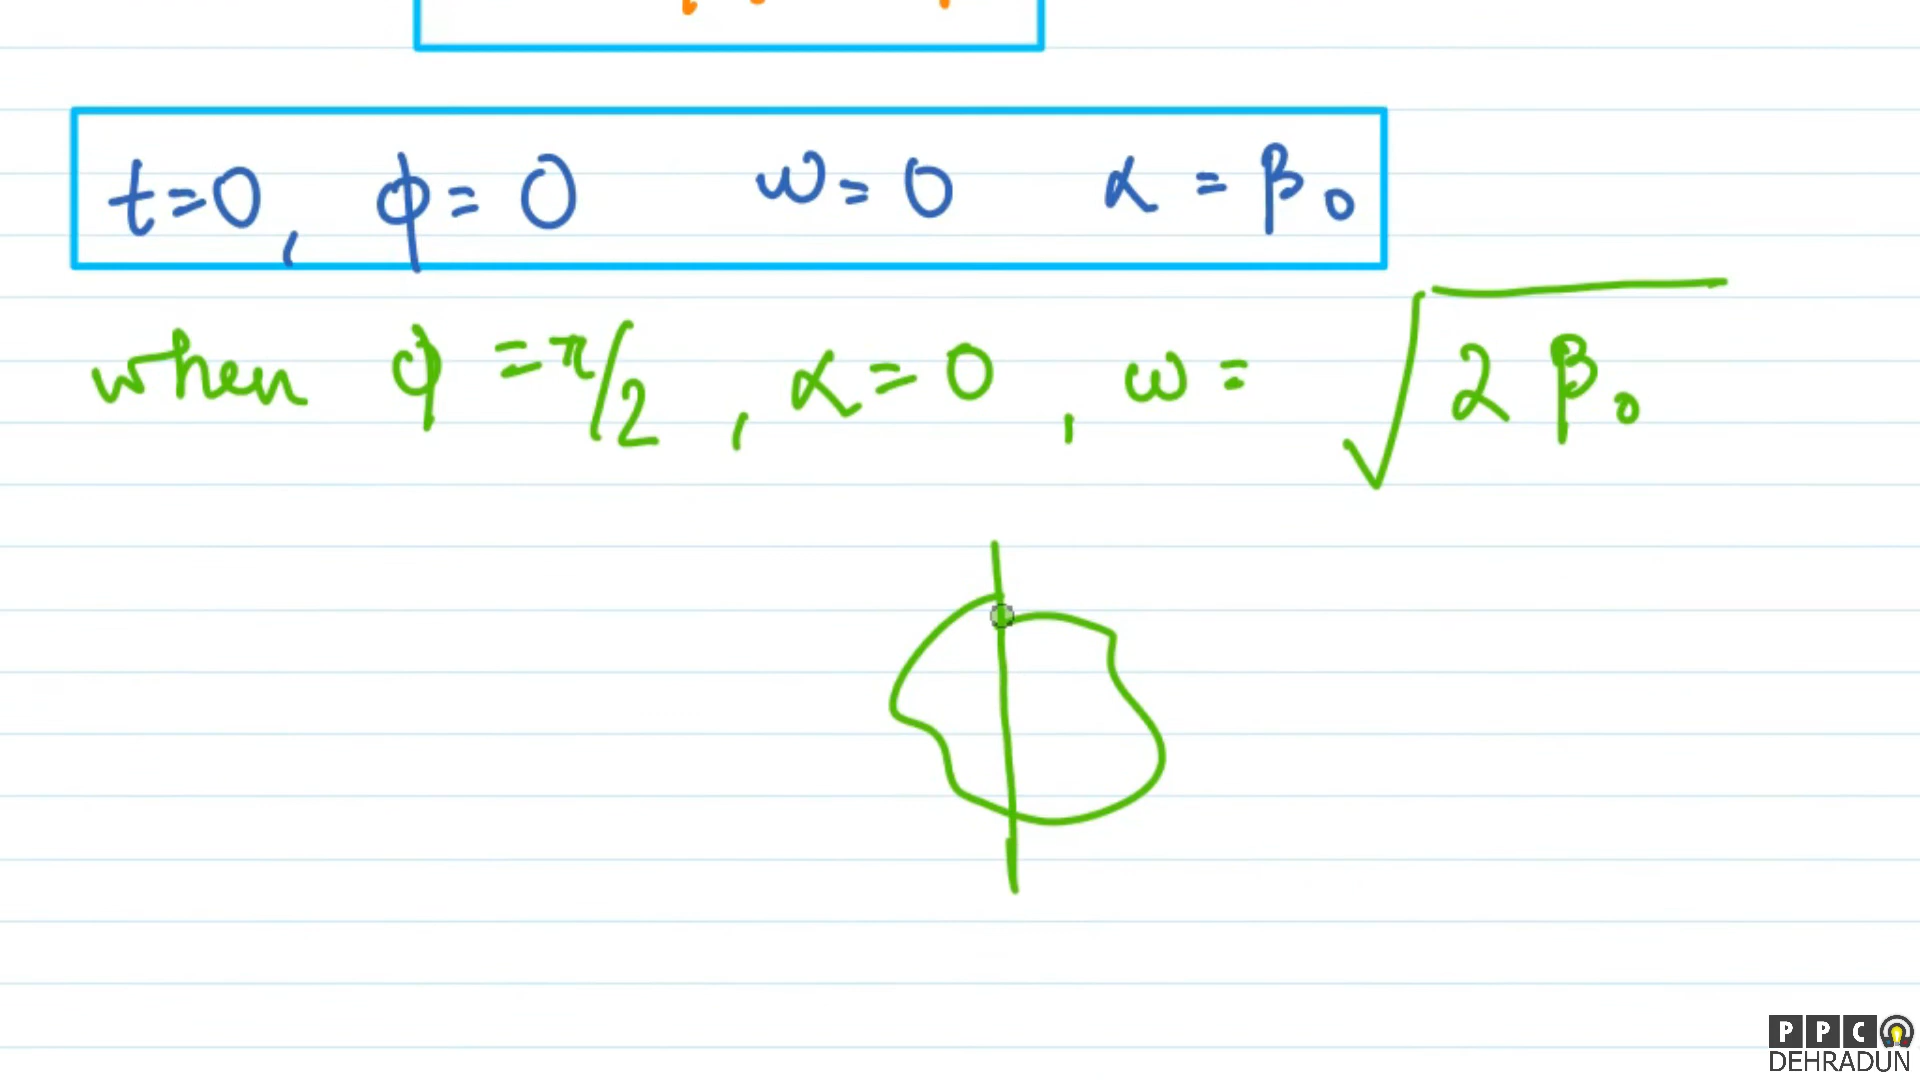 t=0, ϕ=0 ω=0 α=β₀
when ϕ=π/2, α=0, ω=√(2β₀)
PPC
DEHRADUN